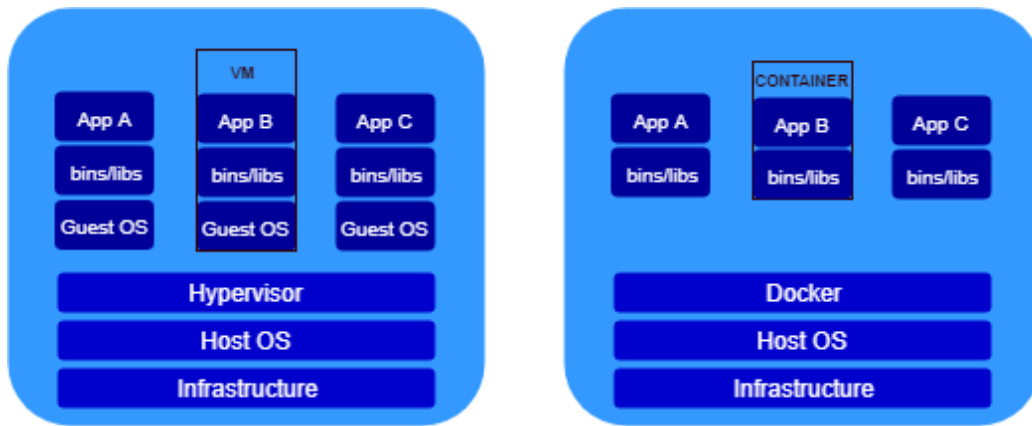 VM
App A
App B
App C
bins/libs
bins/libs
bins/libs
Guest OS
Guest OS
Guest OS
Hypervisor
Host OS
Infrastructure
CONTAINER
App A
App B
App C
bins/libs
bins/libs
bins/libs
Docker
Host OS
Infrastructure